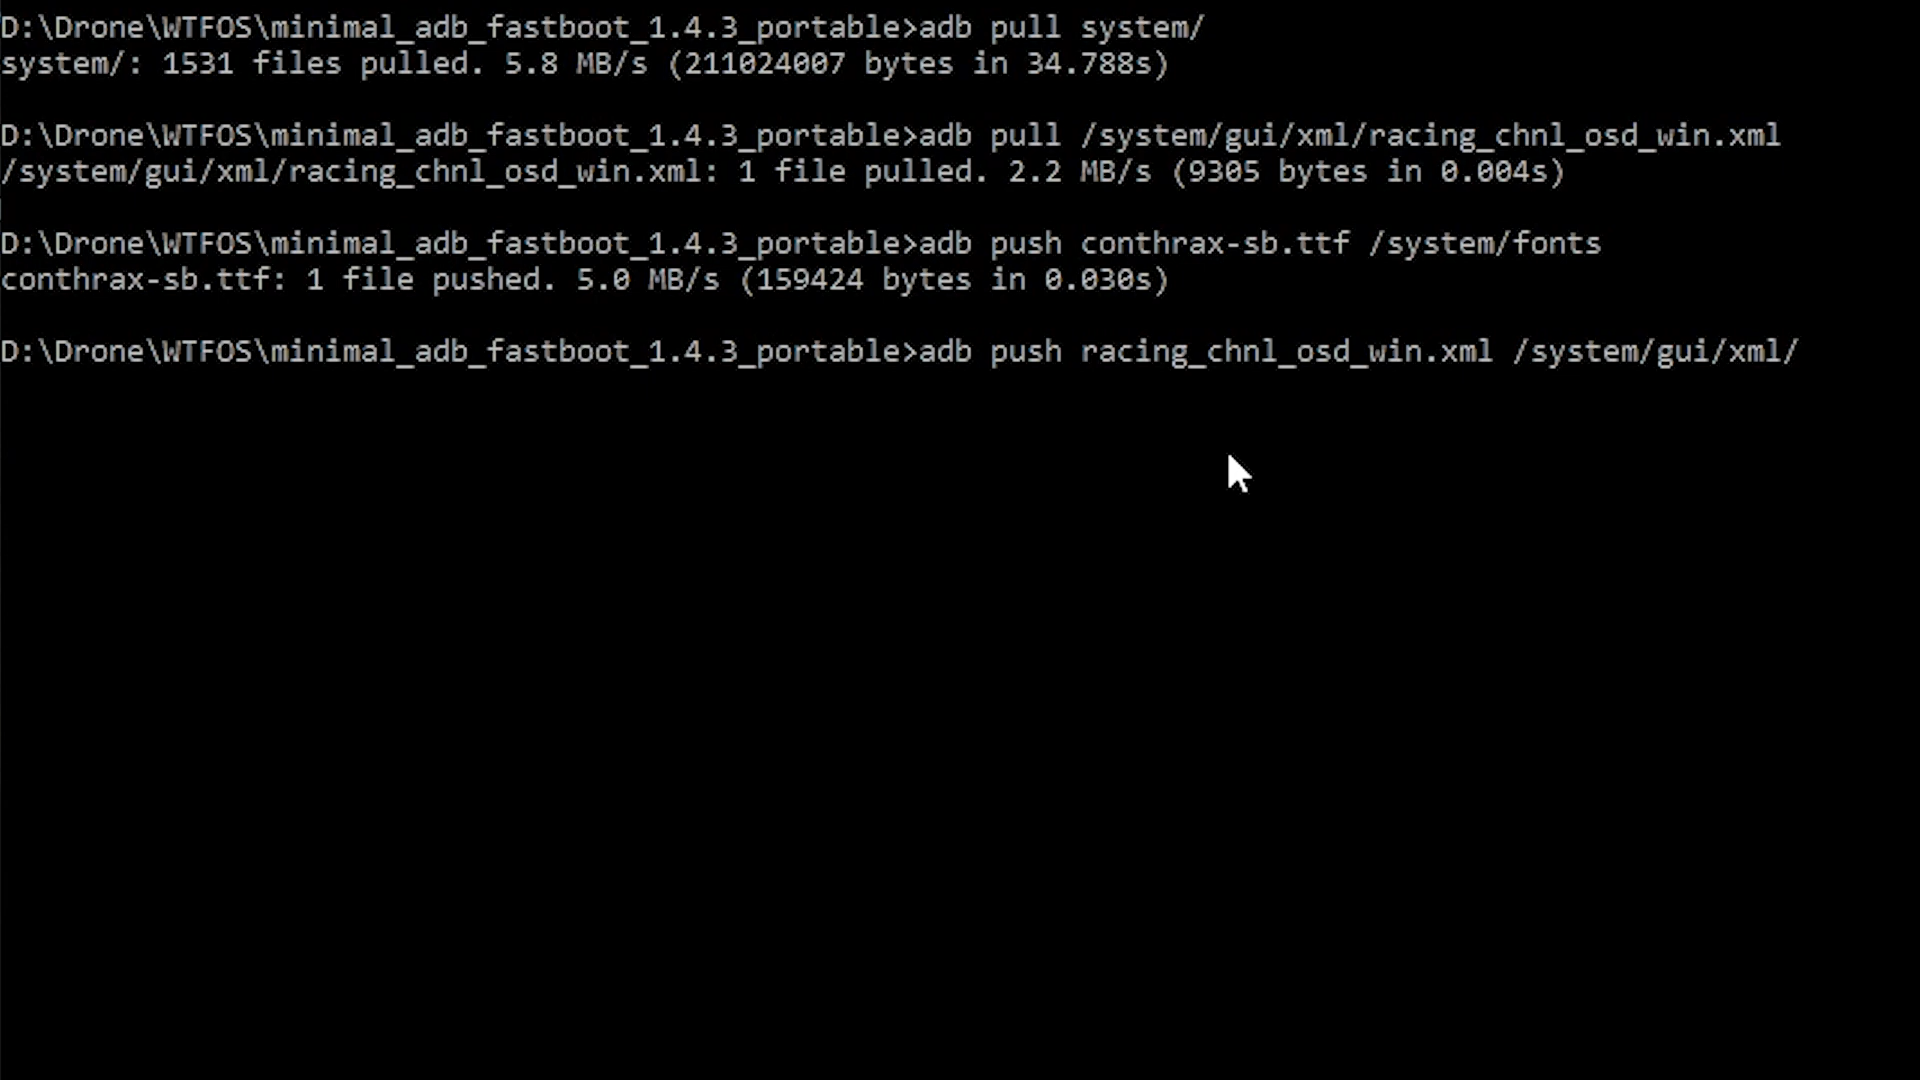 D:\Drone\WTFOS\minimal_adb_fastboot_1.4.3_portable>adb pull system/
system/: 1531 files pulled. 5.8 MB/s (211024007 bytes in 34.788s)
D:\Drone\WTFOS\minimal_adb_fastboot_1.4.3_portable>adb pull /system/gui/xml/racing_chnl_osd_win.xml
/system/gui/xml/racing_chnl_osd_win.xml: 1 file pulled. 2.2 MB/s (9305 bytes in 0.004s)
D:\Drone\WTFOS\minimal_adb_fastboot_1.4.3_portable>adb push conthrax-sb.ttf /system/fonts
conthrax-sb.ttf: 1 file pushed. 5.0 MB/s (159424 bytes in 0.030s)
D:\Drone\WTFOS\minimal_adb_fastboot_1.4.3_portable>adb push racing_chnl_osd_win.xml /system/gui/xml/